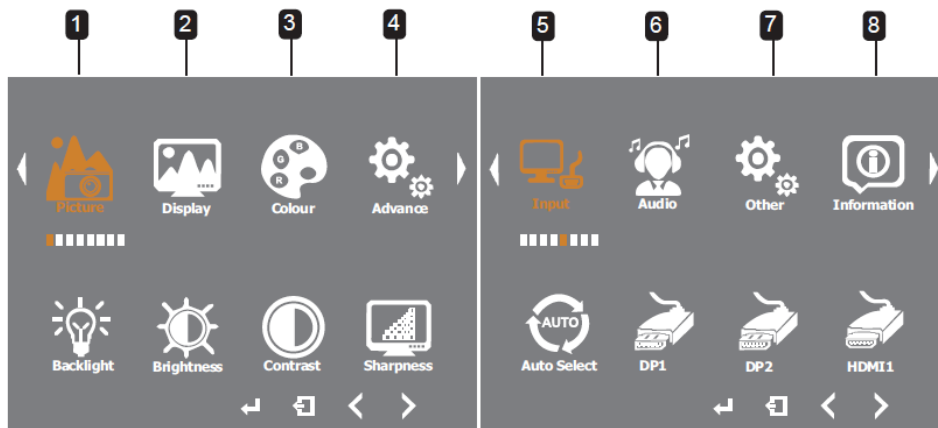 1 2 3 4 5 6 7 8
Picture Display Colour Advance Input Audio Other Information
B
G
R
AUTO
Backlight Brightness Contrast Sharpness Auto Select DP1 DP2 HDMI1